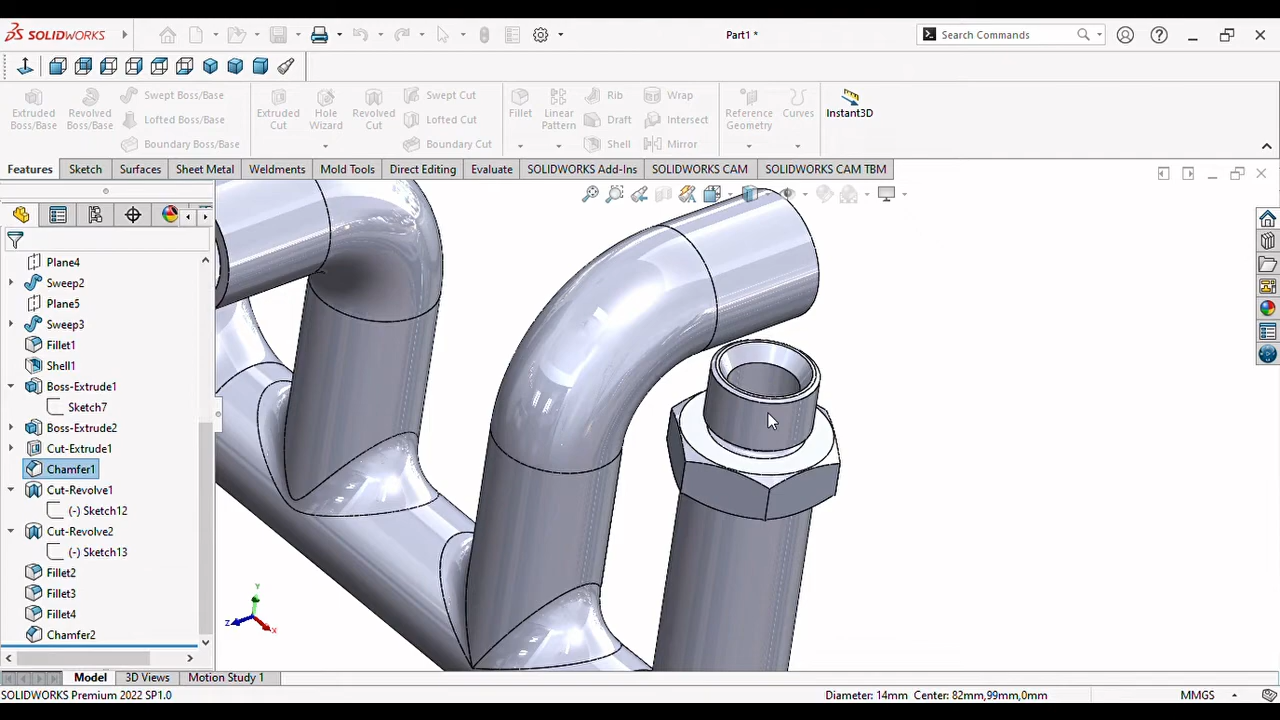 SOLIDWORKS
Part1 *
Search Commands
Extruded Boss/Base
Revolved Boss/Base
Swept Boss/Base
Lofted Boss/Base
Boundary Boss/Base
Extruded Cut
Hole Wizard
Revolved Cut
Swept Cut
Lofted Cut
Boundary Cut
Fillet
Linear Pattern
Rib
Draft
Shell
Wrap
Intersect
Mirror
Reference Geometry
Curves
Instant3D
Features Sketch Surfaces Sheet Metal Weldments Mold Tools Direct Editing Evaluate SOLIDWORKS Add-Ins SOLIDWORKS CAM SOLIDWORKS CAM TBM
Plane4
Sweep2
Plane5
Sweep3
Fillet1
Shell1
Boss-Extrude1
Sketch7
Boss-Extrude2
Cut-Extrude1
Chamfer1
Cut-Revolve1
(-) Sketch12
Cut-Revolve2
(-) Sketch13
Fillet2
Fillet3
Fillet4
Chamfer2
Y
Z
X
Model 3D Views Motion Study 1
SOLIDWORKS Premium 2022 SP1.0
Diameter: 14mm Center: 82mm,99mm,0mm
MMGS